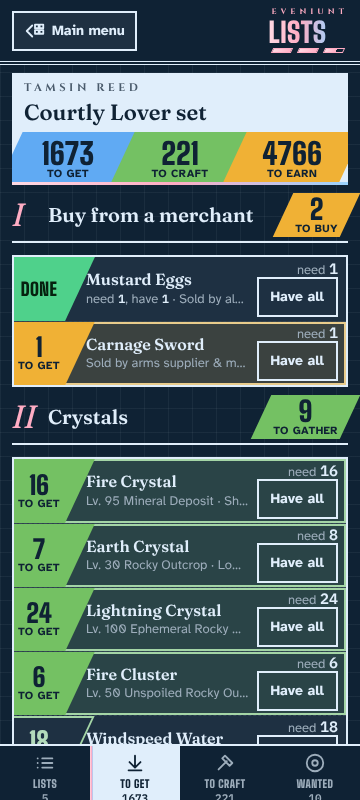 Main menu
EVENIUNT
LISTS
TAMSIN REED
Courtly Lover set
1673
TO GET
221
TO CRAFT
4766
TO EARN
I
Buy from a merchant
2
TO BUY
DONE
Mustard Eggs
need 1, have 1 · Sold by al...
need 1
Have all
1
TO GET
Carnage Sword
Sold by arms supplier & m...
need 1
Have all
II
Crystals
9
TO GATHER
16
TO GET
Fire Crystal
Lv. 95 Mineral Deposit · Sh...
need 16
Have all
7
TO GET
Earth Crystal
Lv. 30 Rocky Outcrop · Lo...
need 8
Have all
24
TO GET
Lightning Crystal
Lv. 100 Ephemeral Rocky ...
need 24
Have all
6
TO GET
Fire Cluster
Lv. 50 Unspoiled Rocky Ou...
need 6
Have all
18
Windspeed Water
need 18
LISTS
5
TO GET
1673
TO CRAFT
221
WANTED
10